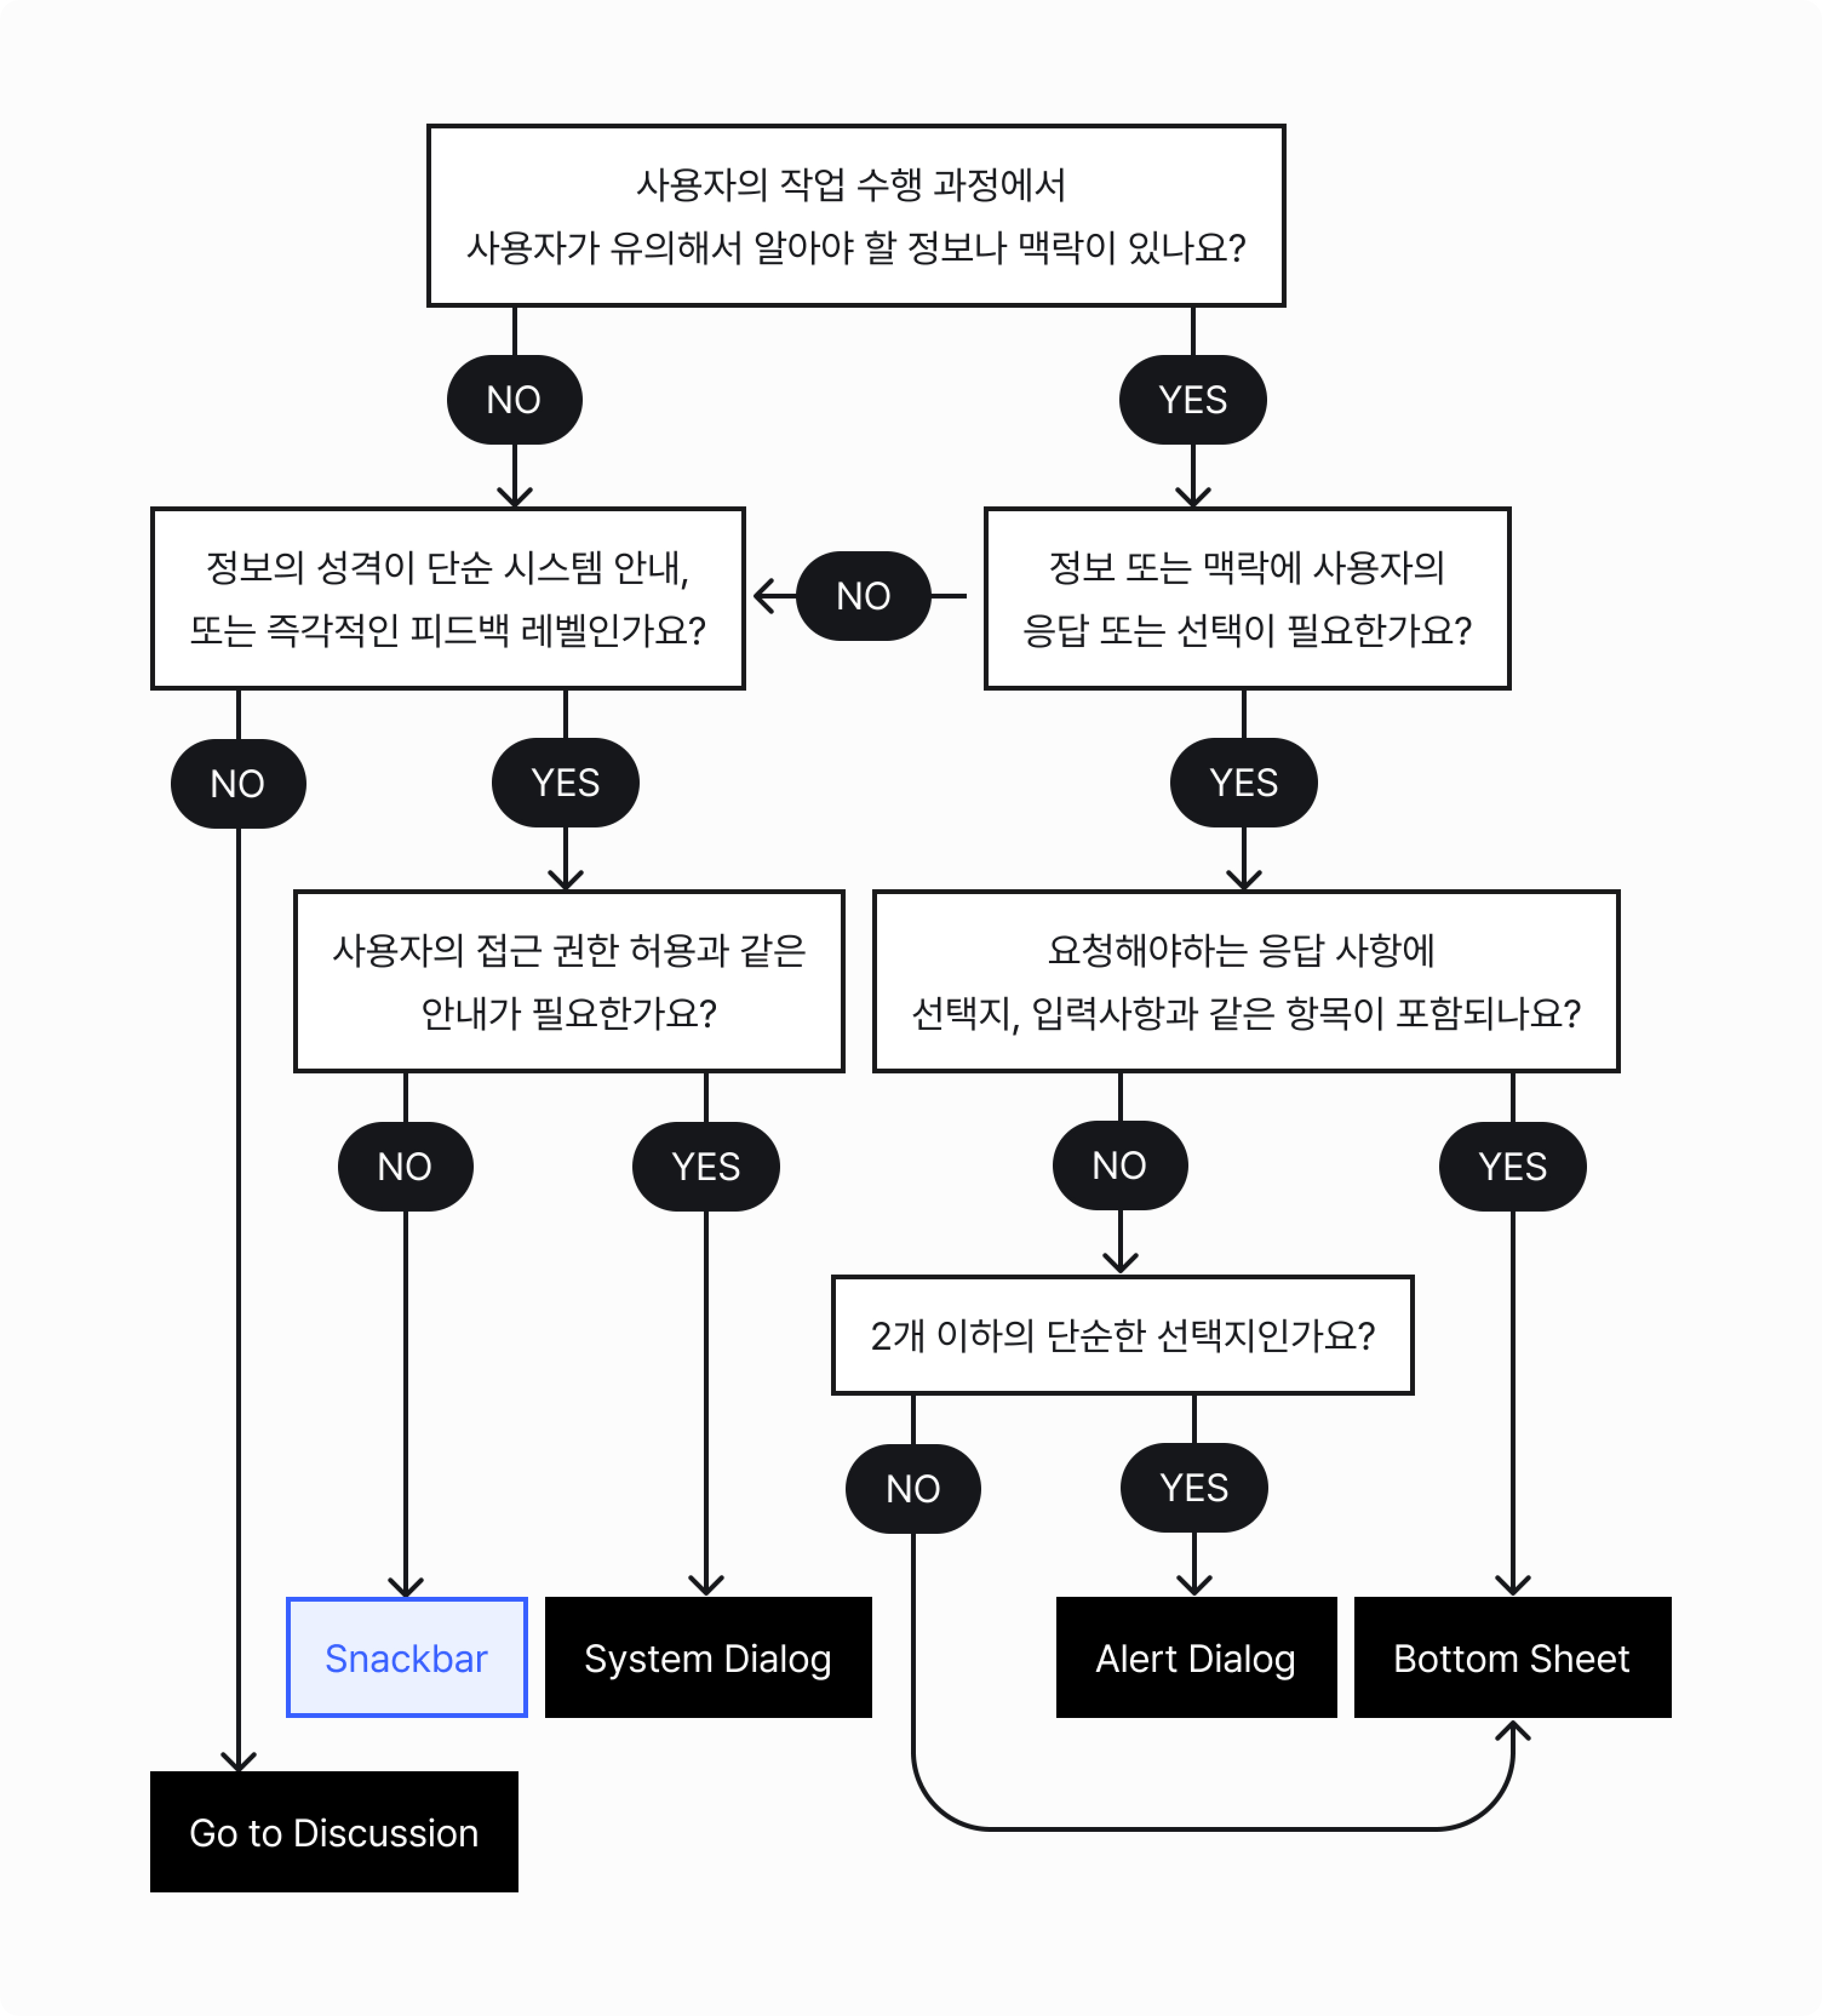 사용자의 작업 수행 과정에서
사용자가 유의해서 알아야 할 정보나 맥락이 있나요?
NO
YES
정보의 성격이 단순 시스템 안내,
또는 즉각적인 피드백 레벨인가요?
NO
정보 또는 맥락에 사용자의
응답 또는 선택이 필요한가요?
NO
YES
YES
사용자의 접근 권한 허용과 같은
안내가 필요한가요?
요청해야하는 응답 사항에
선택지, 입력사항과 같은 항목이 포함되나요?
NO
YES
NO
YES
2개 이하의 단순한 선택지인가요?
NO
YES
Snackbar
System Dialog
Alert Dialog
Bottom Sheet
Go to Discussion